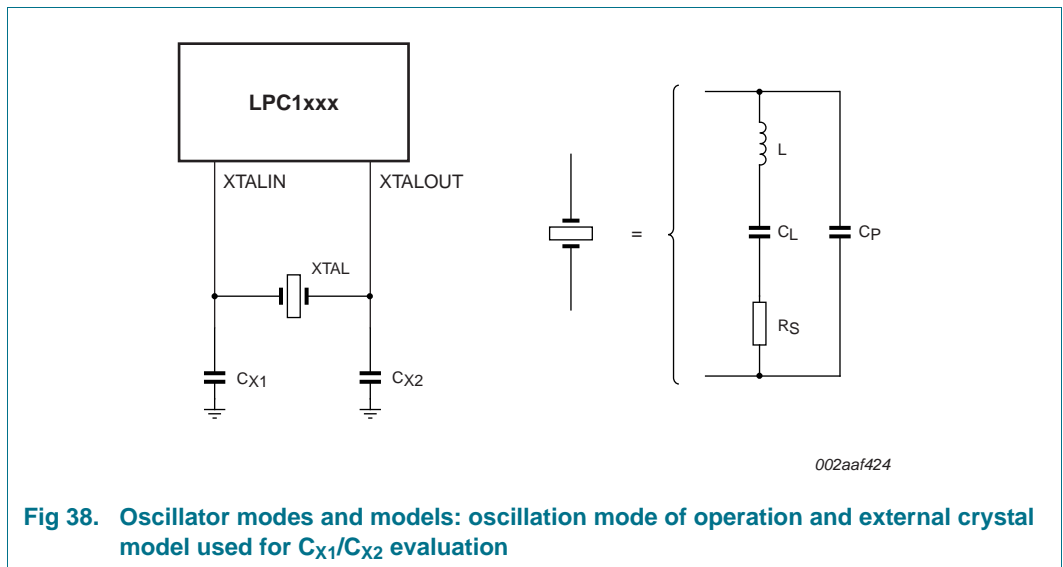 LPC1xxx
XTALIN
XTALOUT
XTAL
CX1
CX2
=
L
CL
CP
RS
002aaf424
Fig 38. Oscillator modes and models: oscillation mode of operation and external crystal
model used for CX1/CX2 evaluation